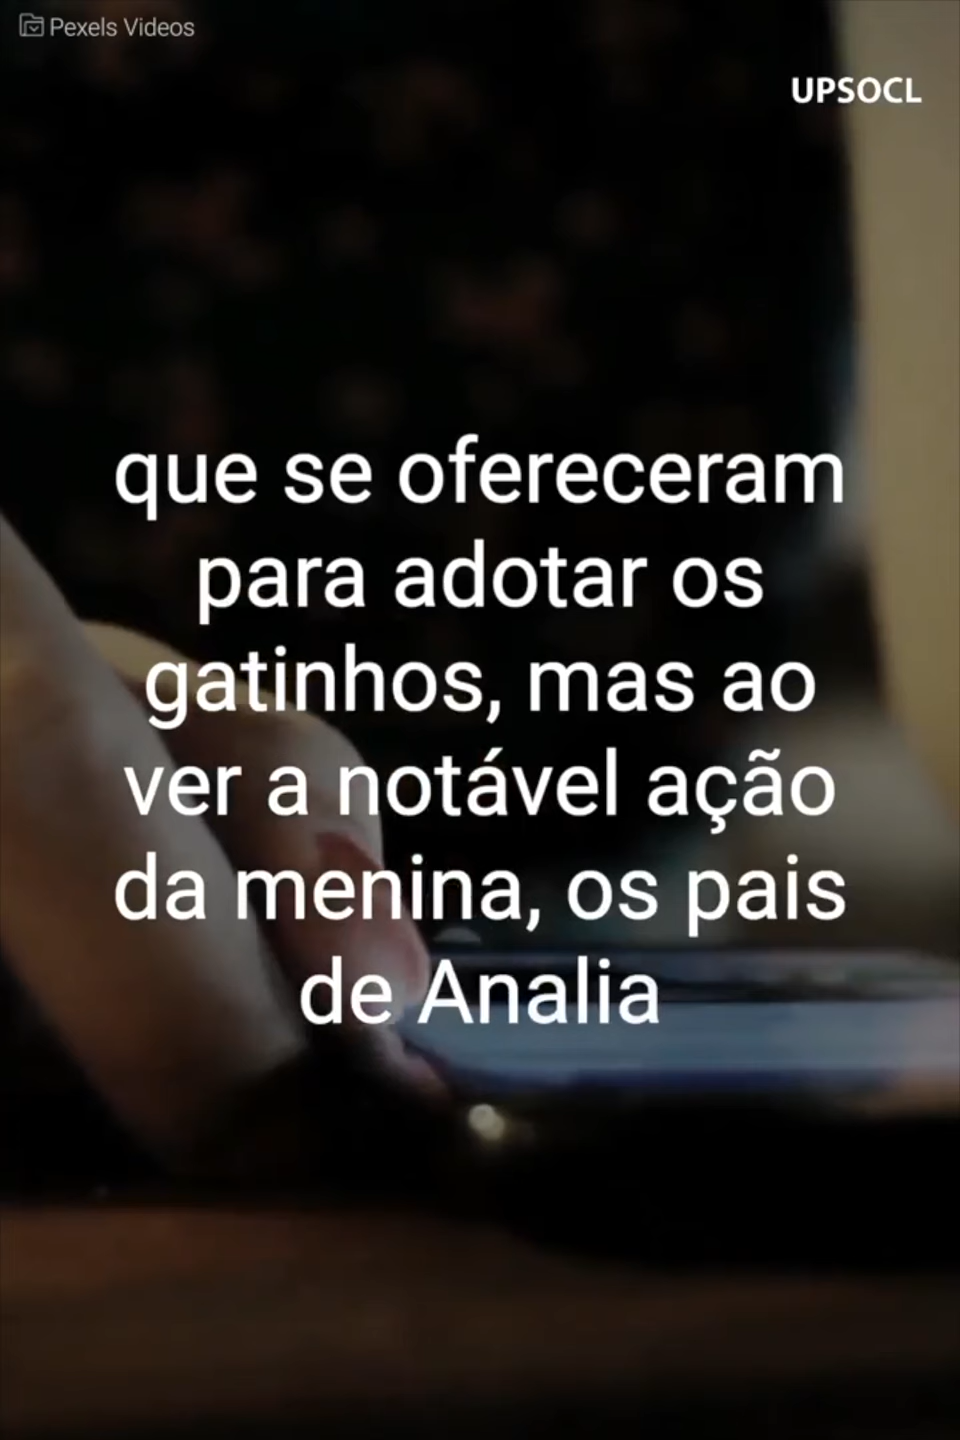 Pexels Videos
UPSOCL
que se ofereceram
para adotar os
gatinhos, mas ao
ver a notável ação
da menina, os pais
de Analia